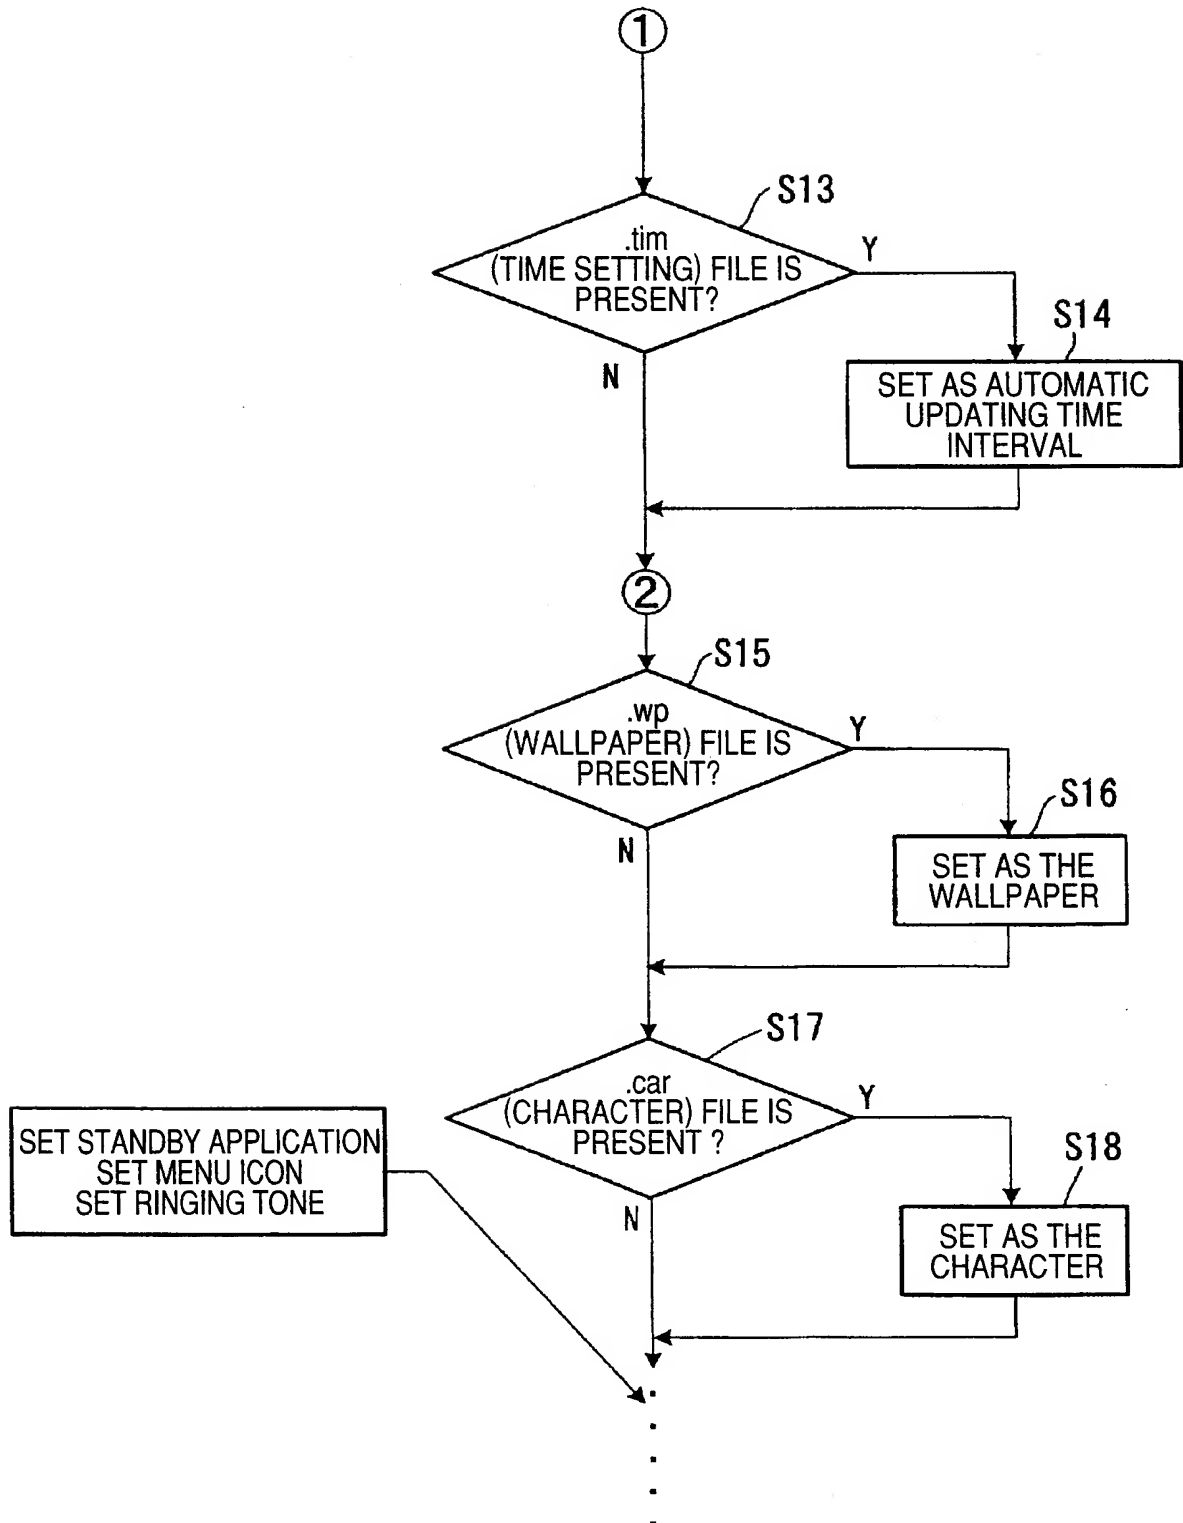 ①
S13
.tim
(TIME SETTING) FILE IS
PRESENT?
Y
N
S14
SET AS AUTOMATIC
UPDATING TIME
INTERVAL
②
S15
.wp
(WALLPAPER) FILE IS
PRESENT?
Y
N
S16
SET AS THE
WALLPAPER
S17
.car
(CHARACTER) FILE IS
PRESENT ?
Y
N
S18
SET AS THE
CHARACTER
SET STANDBY APPLICATION
SET MENU ICON
SET RINGING TONE